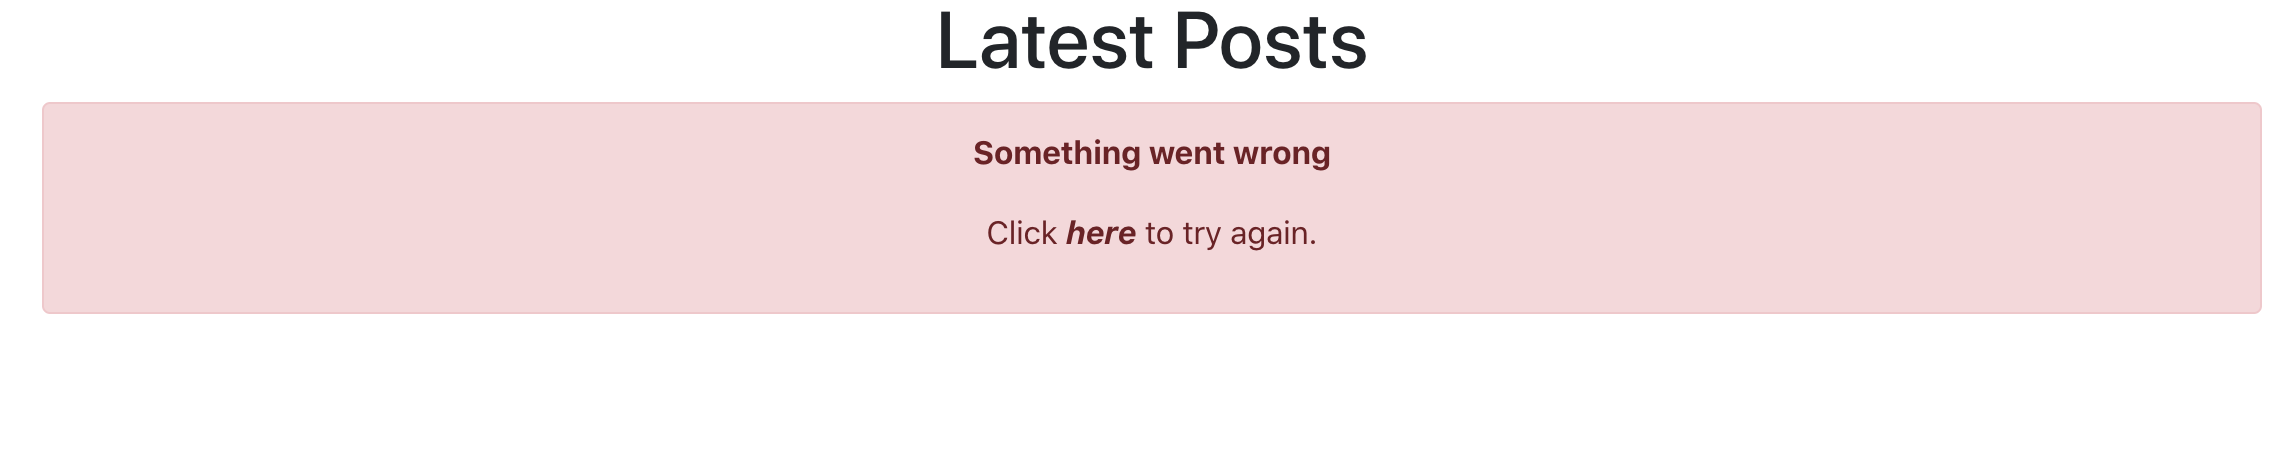 Latest Posts
Something went wrong
Click here to try again.